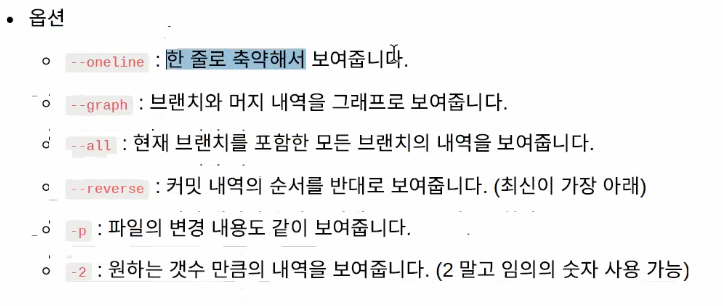 옵션
--oneline : 한 줄로 축약해서 보여줍니다.
--graph : 브랜치와 머지 내역을 그래프로 보여줍니다.
--all : 현재 브랜치를 포함한 모든 브랜치의 내역을 보여줍니다.
--reverse : 커밋 내역의 순서를 반대로 보여줍니다. (최신이 가장 아래)
-p : 파일의 변경 내용도 같이 보여줍니다.
-2 : 원하는 갯수 만큼의 내역을 보여줍니다. (2 말고 임의의 숫자 사용 가능)